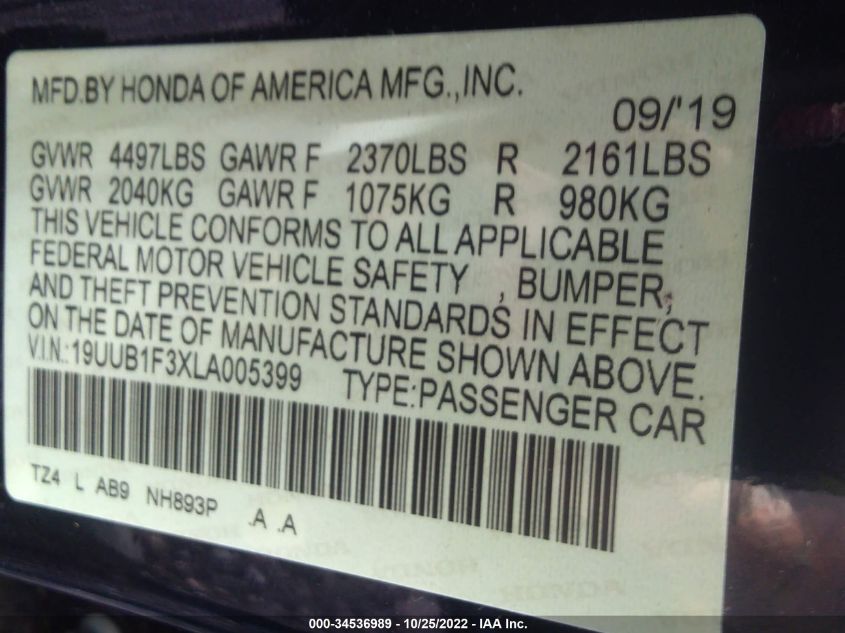 MFD.BY HONDA OF AMERICA MFG.,INC.
09/'19
GVWR 4497LBS GAWR F 2370LBS R 2161LBS
GVWR 2040KG GAWR F 1075KG R 980KG
THIS VEHICLE CONFORMS TO ALL APPLICABLE
FEDERAL MOTOR VEHICLE SAFETY , BUMPER,
AND THEFT PREVENTION STANDARDS IN EFFECT
ON THE DATE OF MANUFACTURE SHOWN ABOVE.
V.I.N.:19UUB1F3XLA005399 TYPE:PASSENGER CAR
TZ4 L AB9 NH893P .A .A
HONDA
HONDA
000-34536989 - 10/25/2022 - IAA Inc.